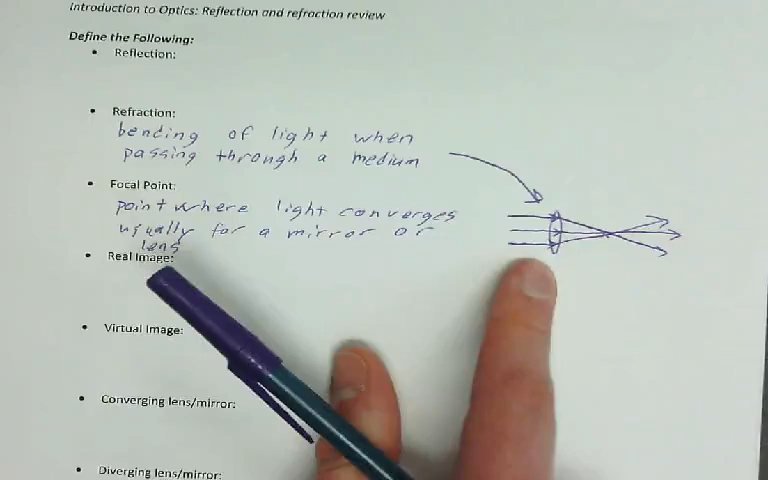 Introduction to Optics: Reflection and refraction review
Define the Following:
• Reflection:
• Refraction:
bending of light when
passing through a medium
• Focal Point:
point where light converges
usually for a mirror or
lens
• Real Image:
• Virtual Image:
• Converging lens/mirror:
• Diverging lens/mirror: